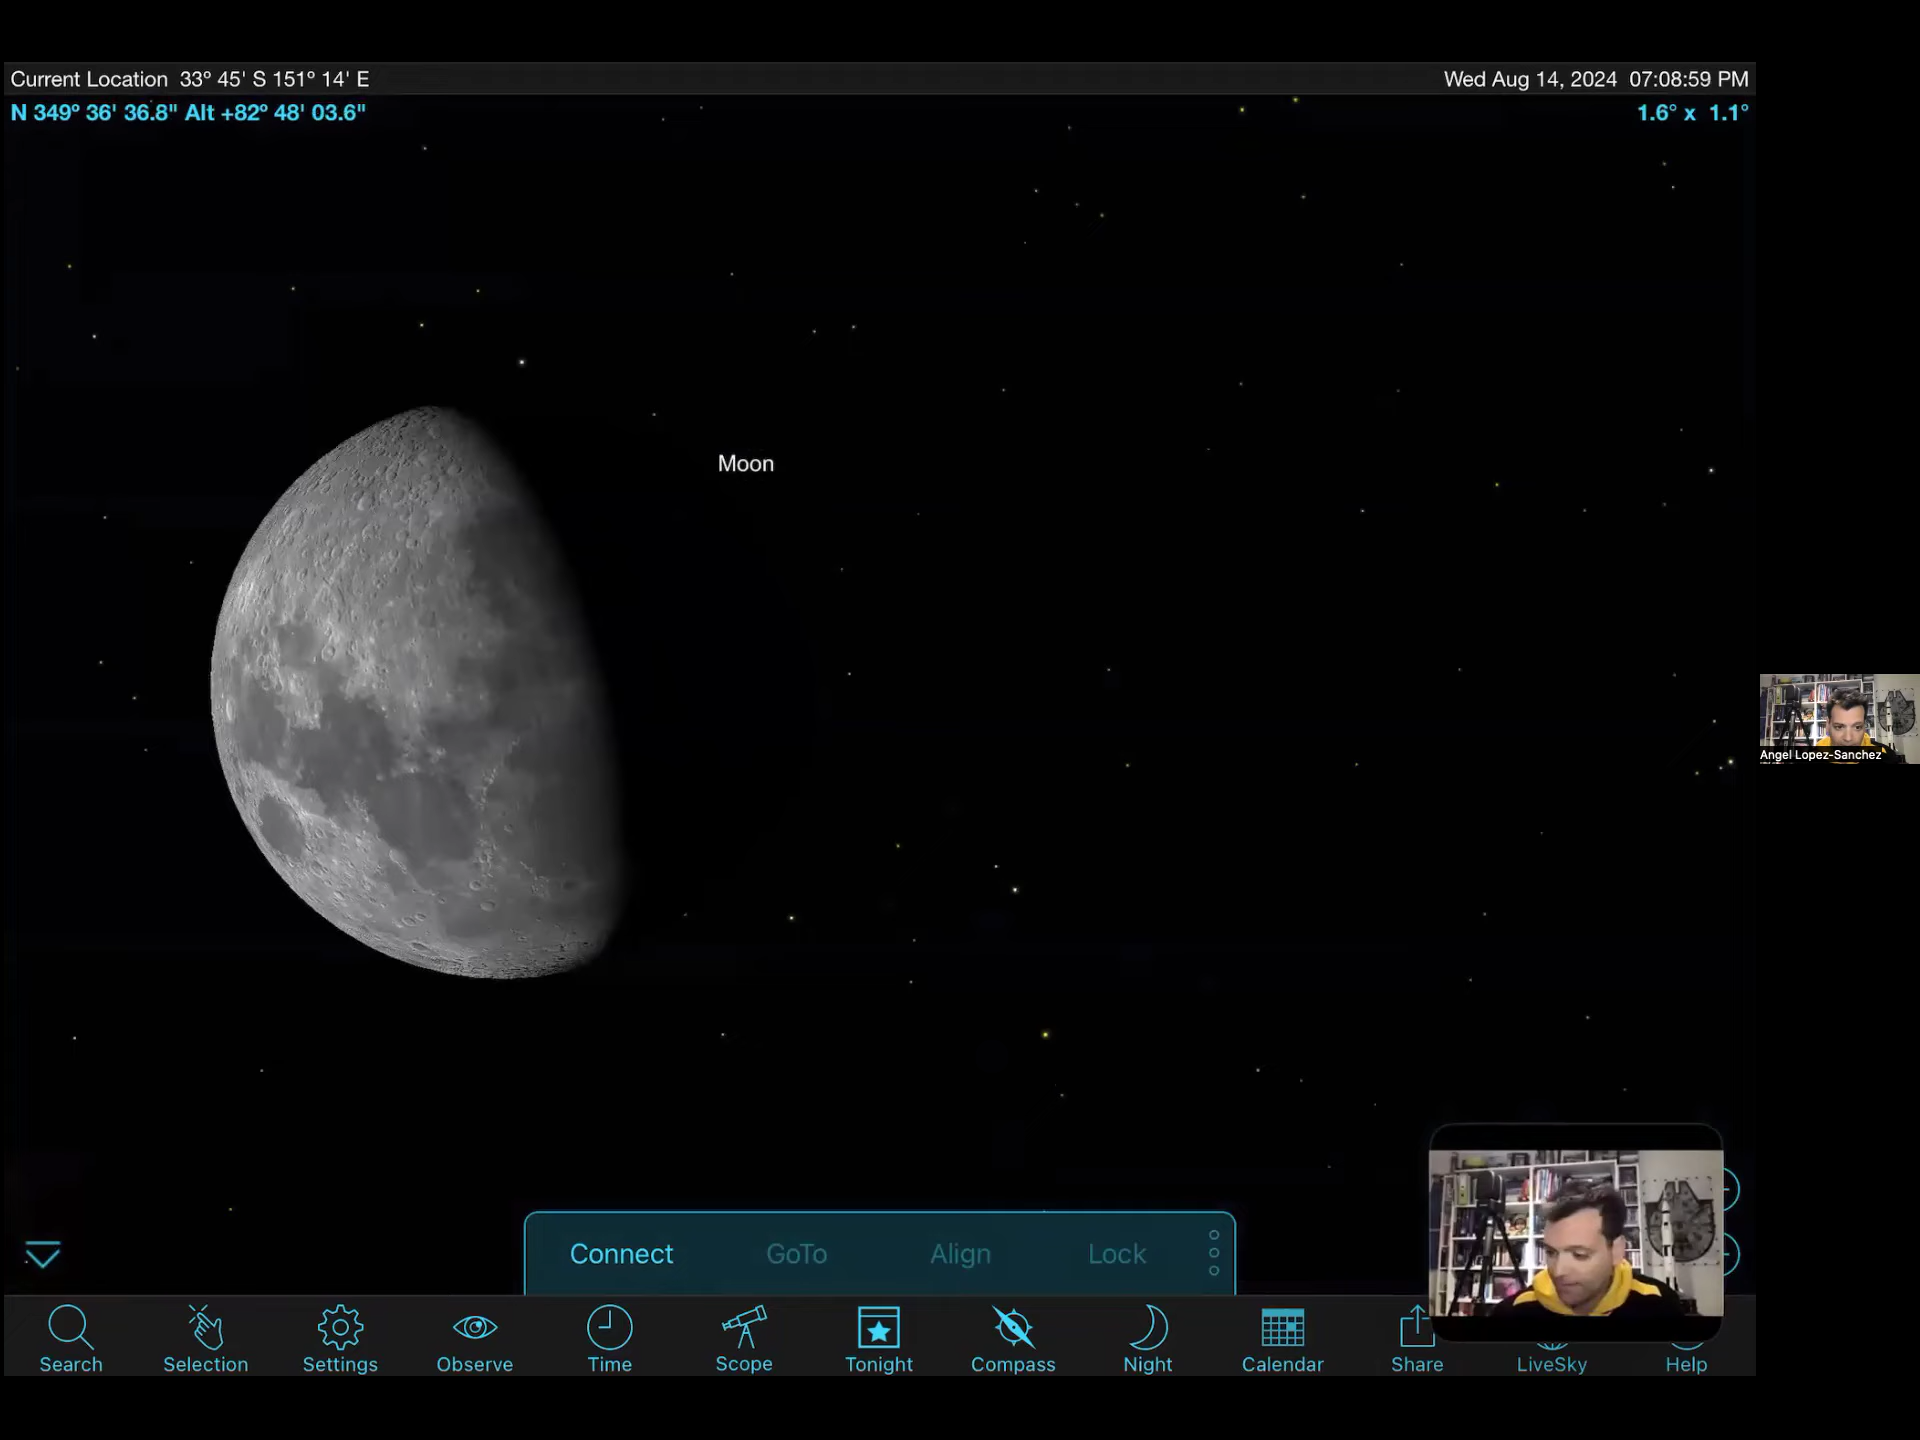 Current Location 33° 45' S 151° 14' E
Wed Aug 14, 2024 07:08:59 PM
N 349° 36' 36.8" Alt +82° 48' 03.6"
1.6° x 1.1°
Moon
Angel Lopez-Sanchez
Connect GoTo Align Lock
Search Selection Settings Observe Time Scope Tonight Compass Night Calendar Share LiveSky Help